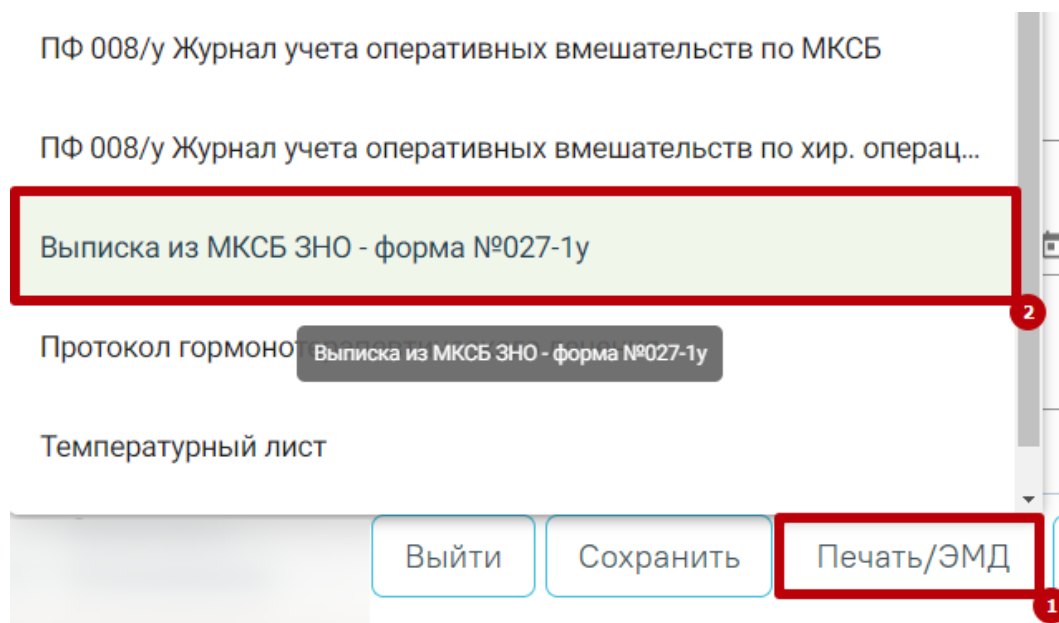 ПФ 008/у Журнал учета оперативных вмешательств по МКСБ
ПФ 008/у Журнал учета оперативных вмешательств по хир. операц...
Выписка из МКСБ ЗНО - форма №027-1у
2
Протокол гормоно
Выписка из МКСБ ЗНО - форма №027-1у
Температурный лист
Выйти Сохранить Печать/ЭМД
1